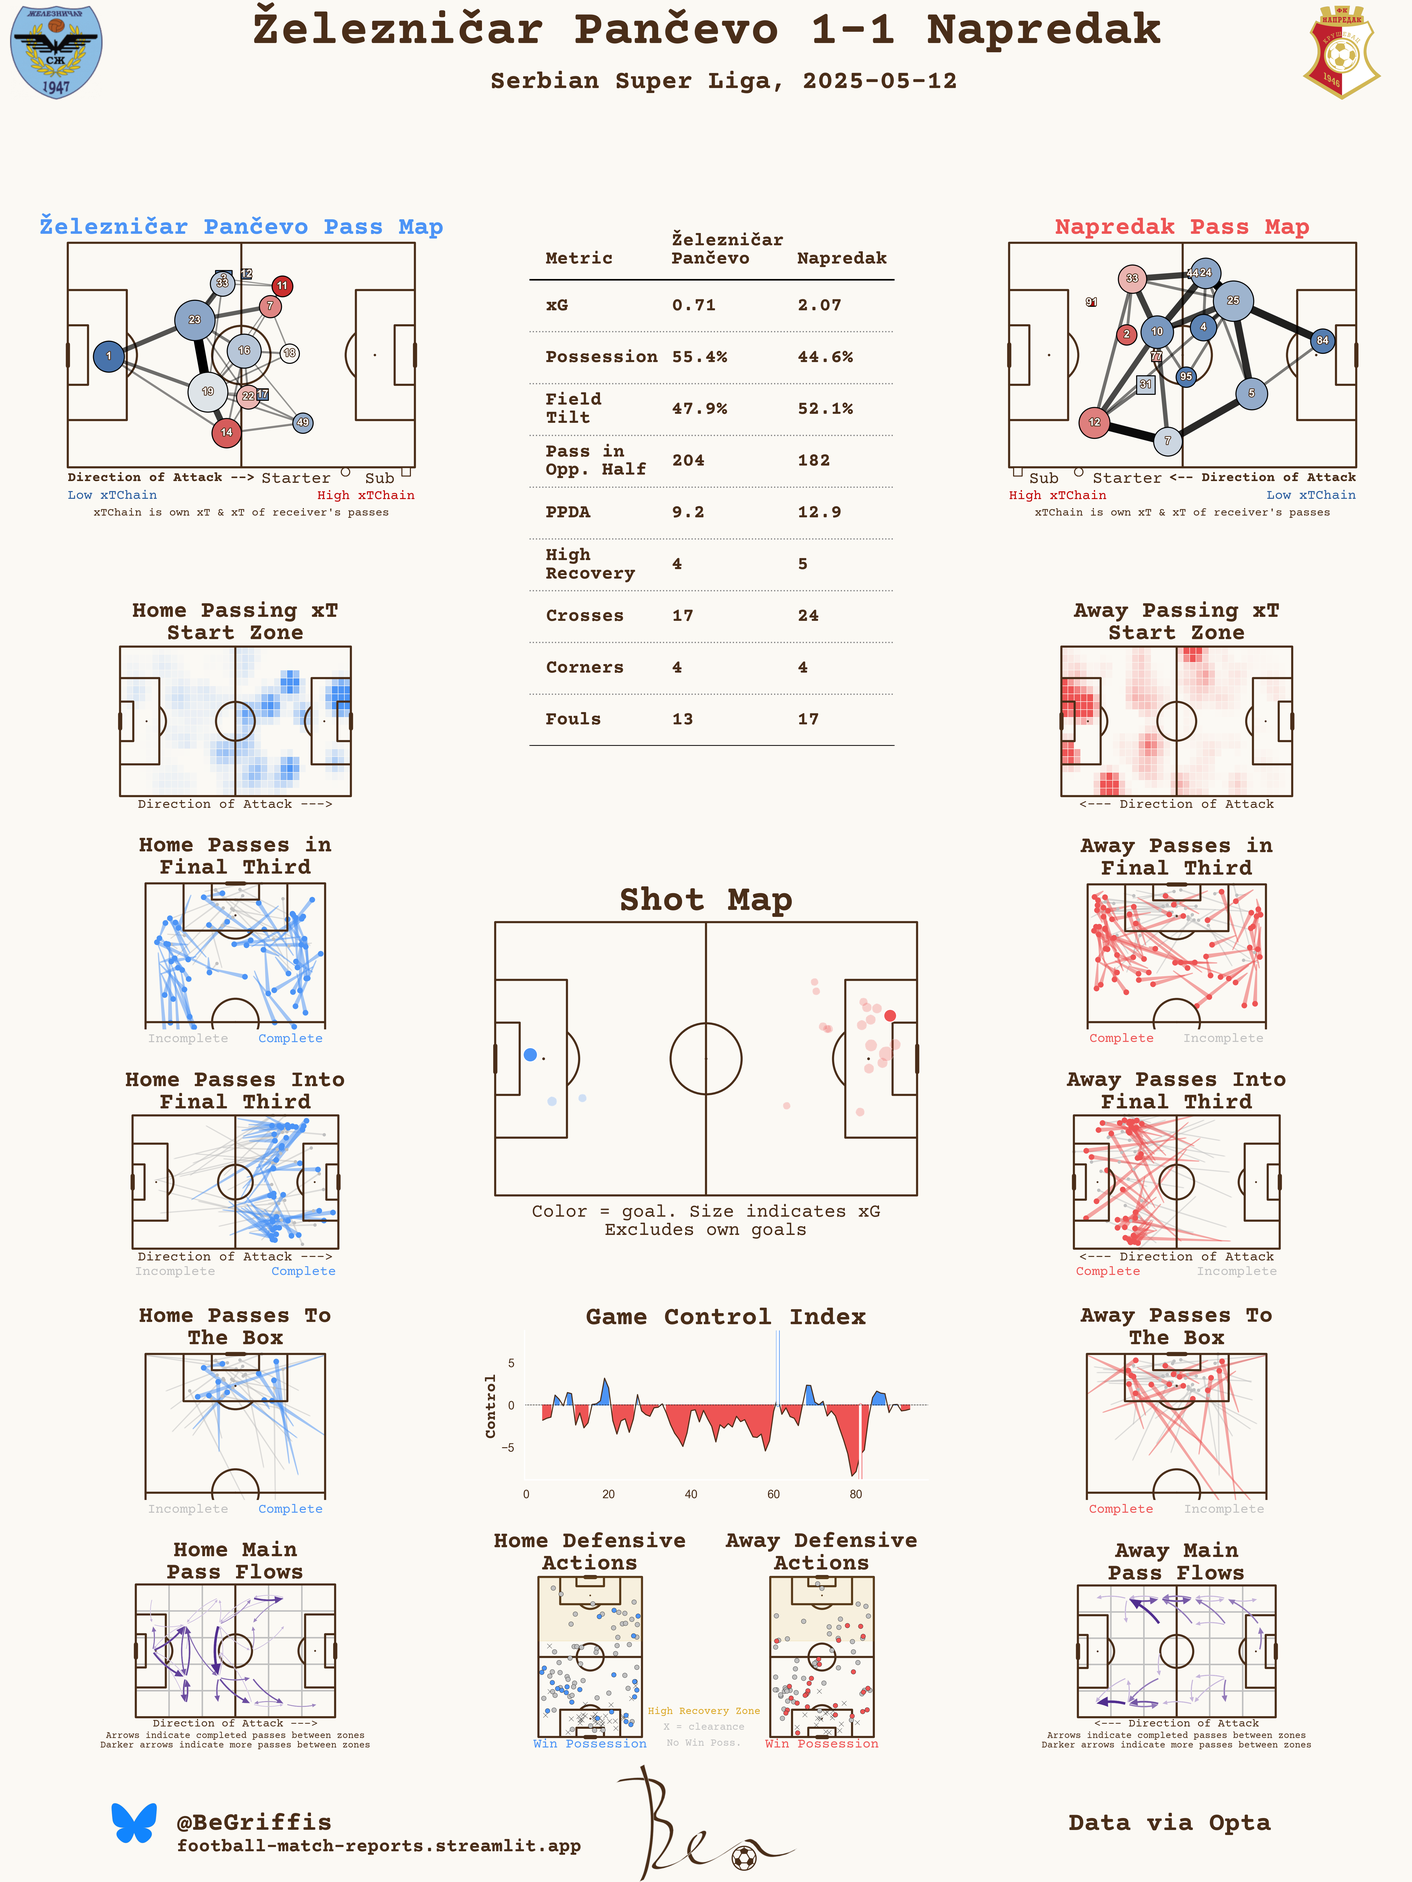 Železničar Pančevo 1-1 Napredak
Serbian Super Liga, 2025-05-12
ЖЕЛЕЗНИЧАР
СЖ
1947
ФК
НАПРЕДАК
КРУШЕВАЦ
1946
Železničar Pančevo Pass Map
1
23
19
14
33
12
11
7
16
18
22
17
49
Direction of Attack --> Starter Sub
Low xTChain High xTChain
xTChain is own xT & xT of receiver's passes
Metric Železničar Pančevo Napredak
xG 0.71 2.07
Possession 55.4% 44.6%
Field Tilt 47.9% 52.1%
Pass in Opp. Half 204 182
PPDA 9.2 12.9
High Recovery 4 5
Crosses 17 24
Corners 4 4
Fouls 13 17
Napredak Pass Map
33
44
24
91
25
2
10
4
84
77
31
95
5
12
7
Sub Starter <-- Direction of Attack
High xTChain Low xTChain
xTChain is own xT & xT of receiver's passes
Home Passing xT
Start Zone
Direction of Attack --->
Away Passing xT
Start Zone
<--- Direction of Attack
Home Passes in
Final Third
Incomplete Complete
Away Passes in
Final Third
Complete Incomplete
Shot Map
Color = goal. Size indicates xG
Excludes own goals
Home Passes Into
Final Third
Direction of Attack --->
Incomplete Complete
Away Passes Into
Final Third
<--- Direction of Attack
Complete Incomplete
Home Passes To
The Box
Incomplete Complete
Game Control Index
Control
5
0
−5
0 20 40 60 80
Away Passes To
The Box
Complete Incomplete
Home Main
Pass Flows
Direction of Attack --->
Arrows indicate completed passes between zones
Darker arrows indicate more passes between zones
Home Defensive
Actions
Win Possession
High Recovery Zone
X = clearance
No Win Poss.
Away Defensive
Actions
Win Possession
Away Main
Pass Flows
<--- Direction of Attack
Arrows indicate completed passes between zones
Darker arrows indicate more passes between zones
@BeGriffis
football-match-reports.streamlit.app
Ben
Data via Opta